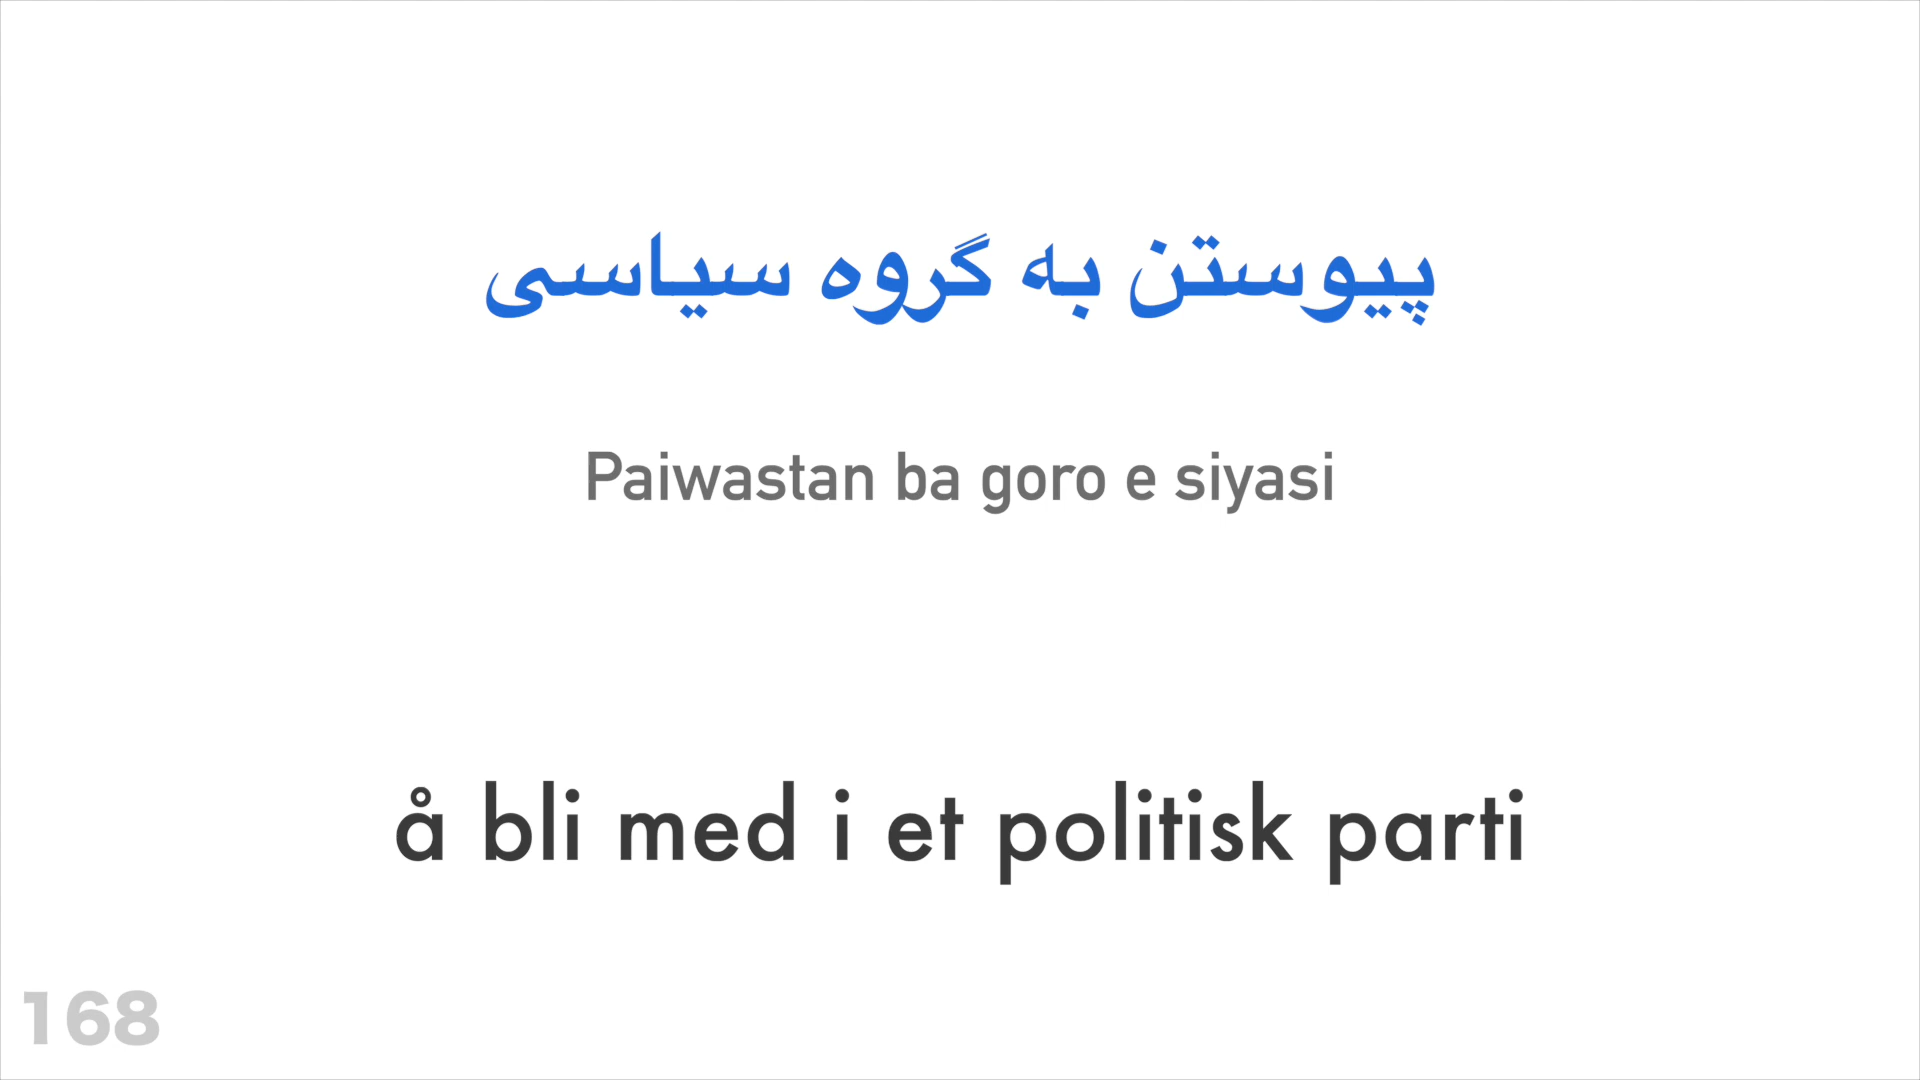 پیوستن به گروه سیاسی
Paiwastan ba goro e siyasi
å bli med i et politisk parti
168